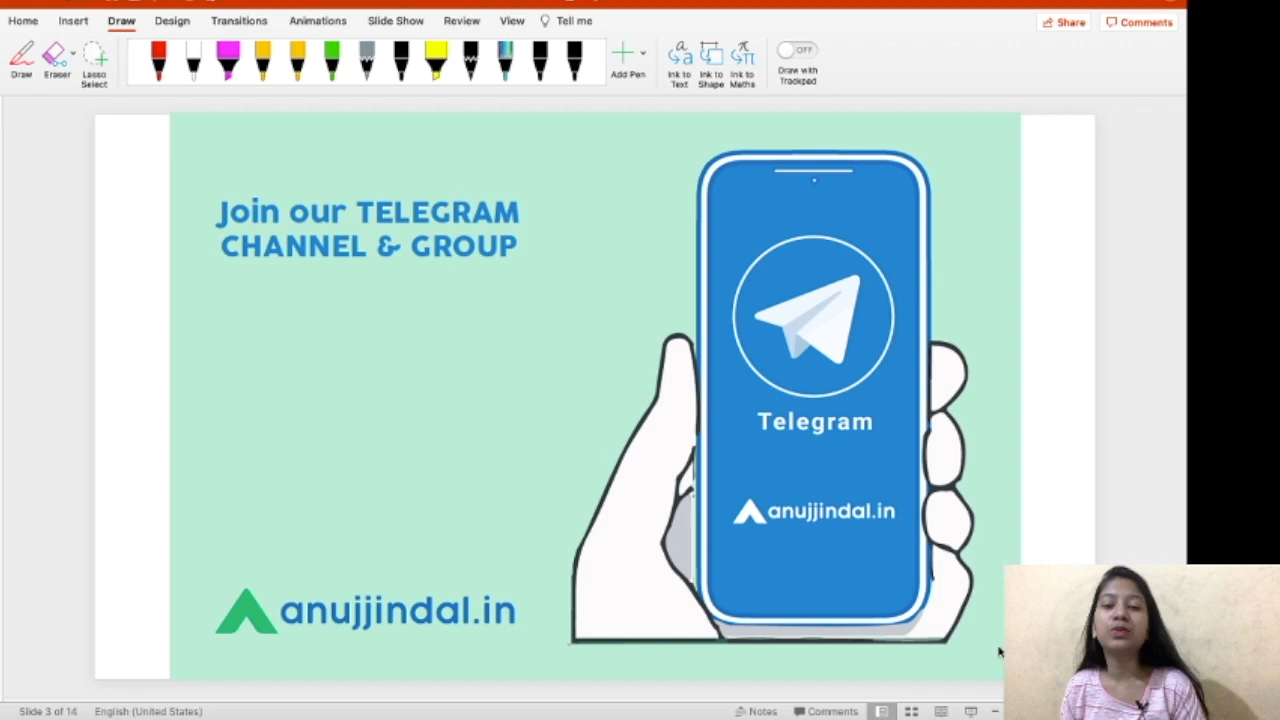 Home Insert Draw Design Transitions Animations Slide Show Review View Tell me
Share Comments
Draw Eraser Lasso Select
Add Pen
Ink to Text Ink to Shape Ink to Maths
OFF
Draw with Trackpad
Join our TELEGRAM
CHANNEL & GROUP
Telegram
anujjindal.in
anujjindal.in
Slide 3 of 14 English (United States)
Notes Comments